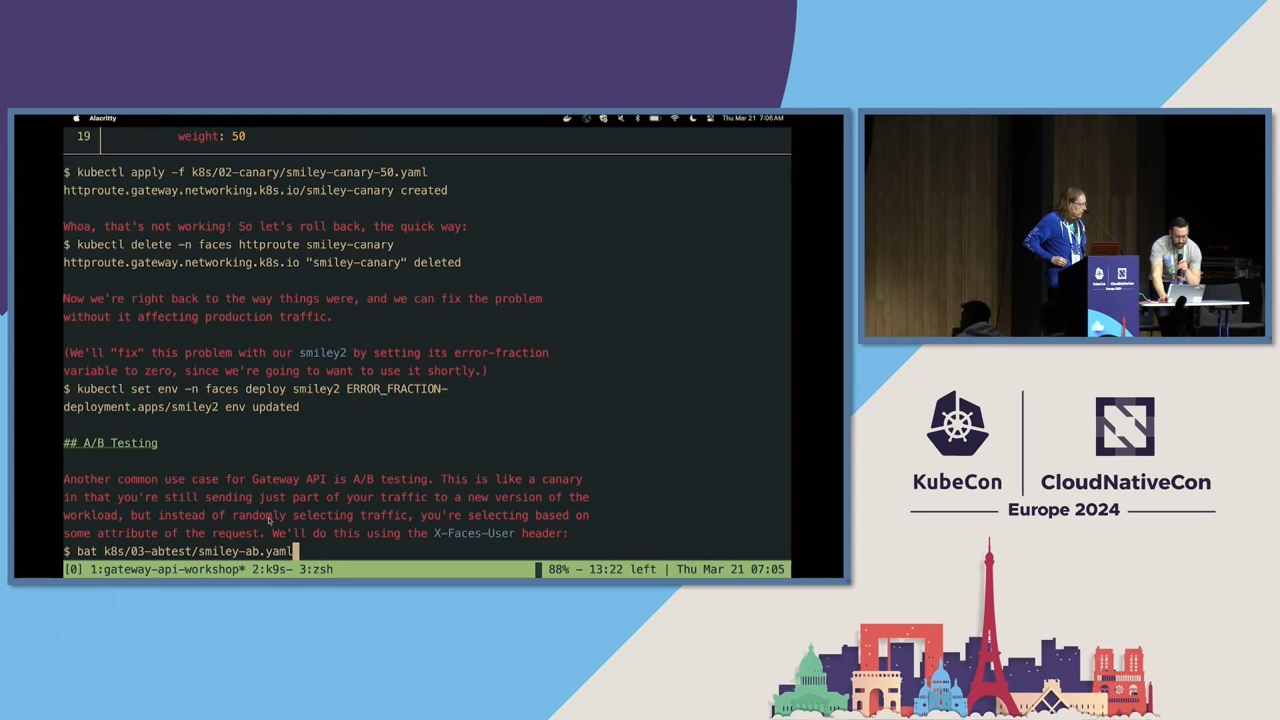 Alacritty
Thu Mar 21 7:06 AM
19 weight: 50
$ kubectl apply -f k8s/02-canary/smiley-canary-50.yaml
httproute.gateway.networking.k8s.io/smiley-canary created
Whoa, that's not working! So let's roll back, the quick way:
$ kubectl delete -n faces httproute smiley-canary
httproute.gateway.networking.k8s.io "smiley-canary" deleted
Now we're right back to the way things were, and we can fix the problem
without it affecting production traffic.
(We'll "fix" this problem with our smiley2 by setting its error-fraction
variable to zero, since we're going to want to use it shortly.)
$ kubectl set env -n faces deploy smiley2 ERROR_FRACTION-
deployment.apps/smiley2 env updated
## A/B Testing
Another common use case for Gateway API is A/B testing. This is like a canary
in that you're still sending just part of your traffic to a new version of the
workload, but instead of randomly selecting traffic, you're selecting based on
some attribute of the request. We'll do this using the X-Faces-User header:
$ bat k8s/03-abtest/smiley-ab.yaml
[0] 1:gateway-api-workshop* 2:k9s- 3:zsh
88% - 13:22 left | Thu Mar 21 07:05
KubeCon
CloudNativeCon
Europe 2024